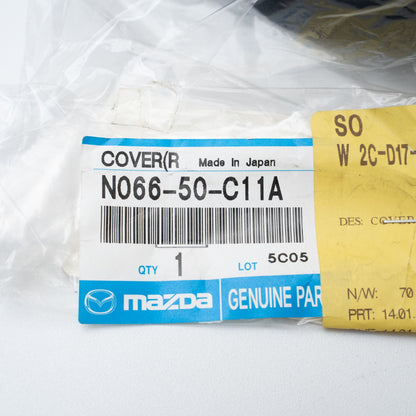 COVER(R Made In Japan
N066-50-C11A
QTY 1 LOT 5C05
mazda GENUINE PAR
SO
W 2C-D17-
DES: COVER
N/W: 70
PRT: 14.01.